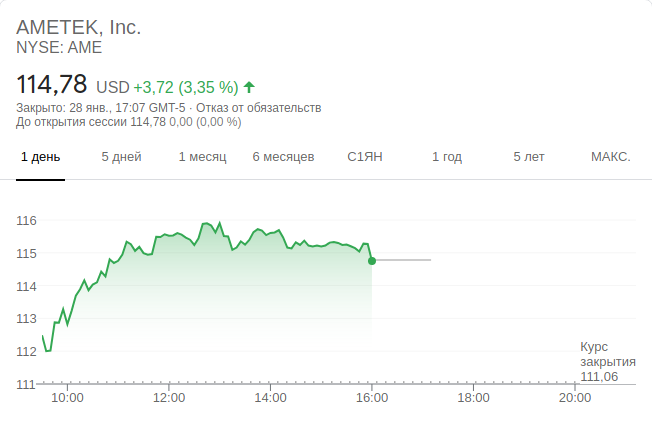 AMETEK, Inc.
NYSE: AME
114,78 USD +3,72 (3,35 %)
Закрыто: 28 янв., 17:07 GMT-5 · Отказ от обязательств
До открытия сессии 114,78 0,00 (0,00 %)
1 день 5 дней 1 месяц 6 месяцев С1ЯН 1 год 5 лет МАКС.
116
115
114
113
112
Курс
закрытия
111,06
111
10:00 12:00 14:00 16:00 18:00 20:00